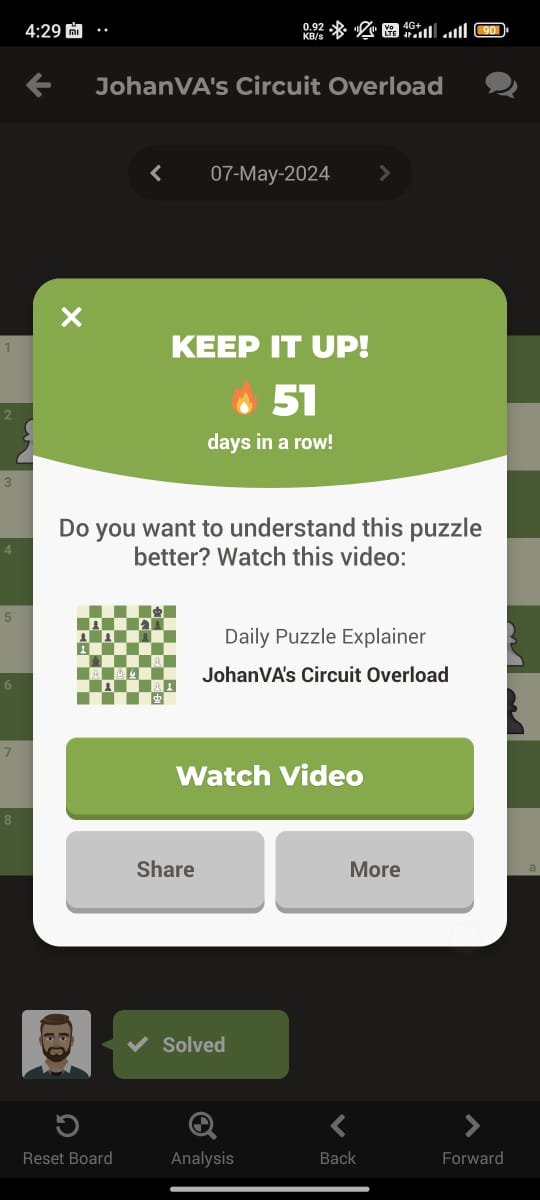 4:29
0.92
KB/s
Vo
LTE
4G+
90
JohanVA's Circuit Overload
07-May-2024
KEEP IT UP!
51
days in a row!
Do you want to understand this puzzle
better? Watch this video:
Daily Puzzle Explainer
JohanVA's Circuit Overload
Watch Video
Share
More
1
2
3
4
5
6
7
8
a
Solved
Reset Board
Analysis
Back
Forward